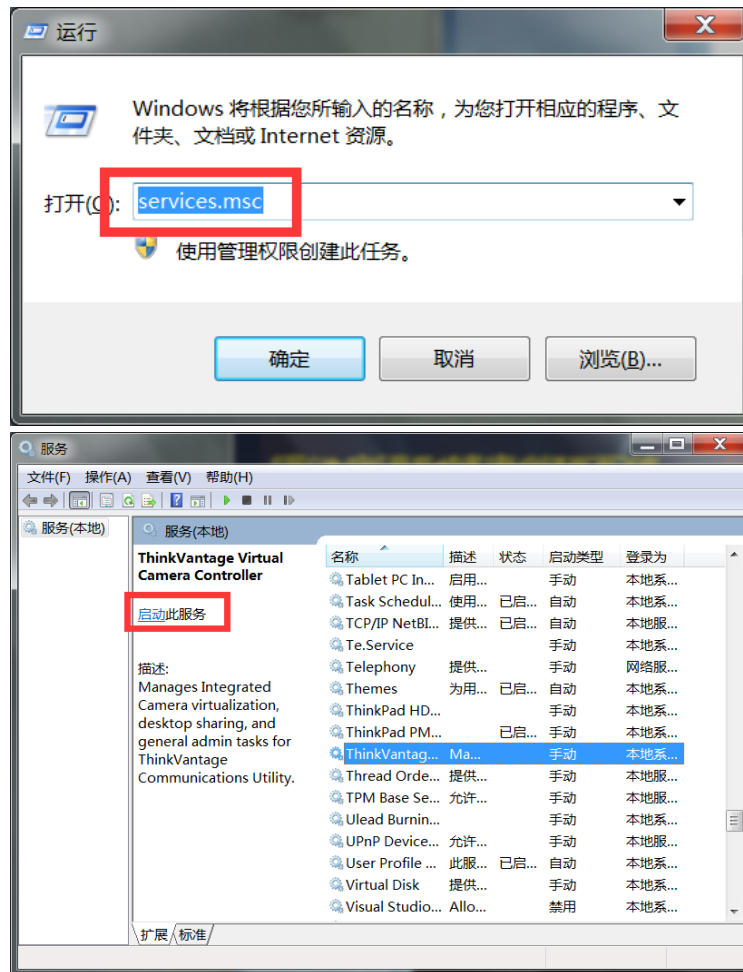 运行
Windows 将根据您所输入的名称，为您打开相应的程序、文
件夹、文档或 Internet 资源。
打开(O): services.msc
使用管理权限创建此任务。
确定 取消 浏览(B)...
服务
文件(F) 操作(A) 查看(V) 帮助(H)
服务(本地)
服务(本地)
ThinkVantage Virtual
Camera Controller
启动此服务
描述:
Manages Integrated
Camera virtualization,
desktop sharing, and
general admin tasks for
ThinkVantage
Communications Utility.
名称 描述 状态 启动类型 登录为
Tablet PC In... 启用... 手动 本地系...
Task Schedul... 使用... 已启... 自动 本地系...
TCP/IP NetBI... 提供... 已启... 自动 本地服...
Te.Service 手动 本地系...
Telephony 提供... 手动 网络服...
Themes 为用... 已启... 自动 本地系...
ThinkPad HD... 手动 本地系...
ThinkPad PM... 已启... 手动 本地系...
ThinkVantag... Ma... 手动 本地系...
Thread Orde... 提供... 手动 本地服...
TPM Base Se... 允许... 手动 本地服...
Ulead Burnin... 手动 本地系...
UPnP Device... 允许... 手动 本地服...
User Profile ... 此服... 已启... 自动 本地系...
Virtual Disk 提供... 手动 本地系...
Visual Studio... Allo... 禁用 本地系...
扩展 标准